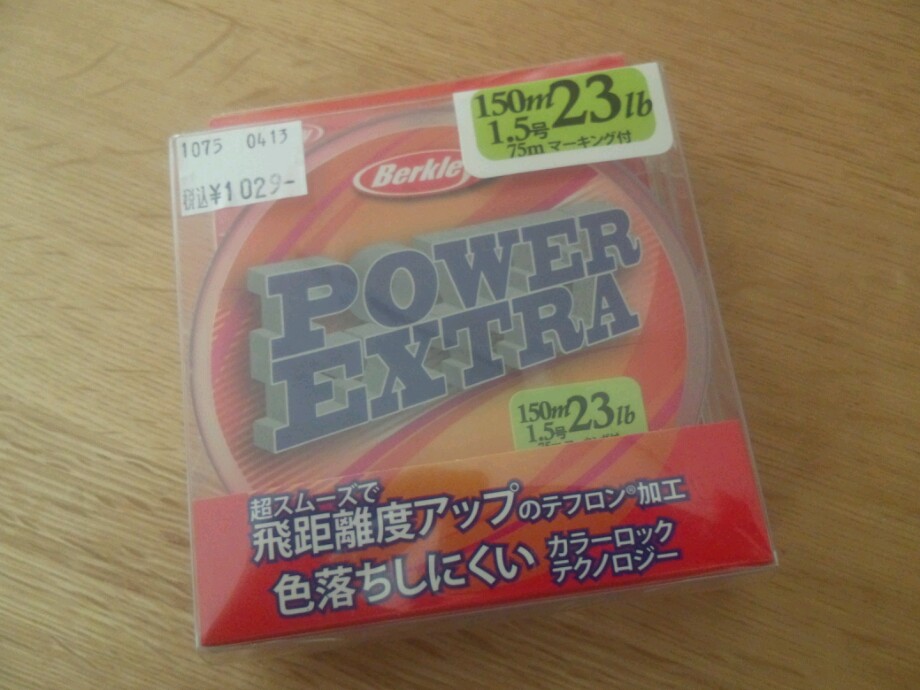 1075 0413
税込¥1029-
150m 23lb
1.5号
75m マーキング付
Berkley
POWER
EXTRA
150m 23lb
1.5号
超スムーズで
飛距離度アップのテフロン®加工
色落ちしにくい カラーロック
テクノロジー